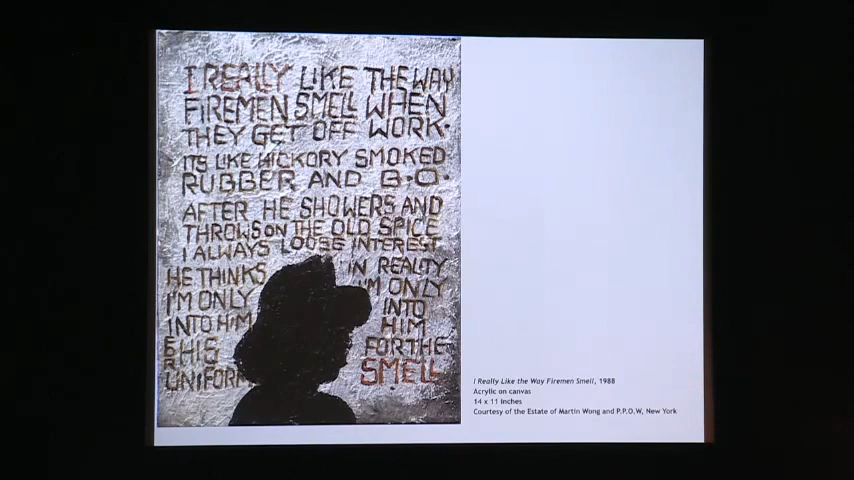 I REALLY LIKE THE WAY
FIREMEN SMELL WHEN
THEY GET OFF WORK.
ITS LIKE HICKORY SMOKED
RUBBER AND B.O.
AFTER HE SHOWERS AND
THROWS ON THE OLD SPICE
I ALWAYS LOOSE INTEREST
HE THINKS
I'M ONLY
INTO HIM
FOR HIS
UNIFORM
IN REALITY
I'M ONLY
INTO
HIM
FOR THE
SMELL
I Really Like the Way Firemen Smell, 1988
Acrylic on canvas
14 x 11 inches
Courtesy of the Estate of Martin Wong and P.P.O.W, New York